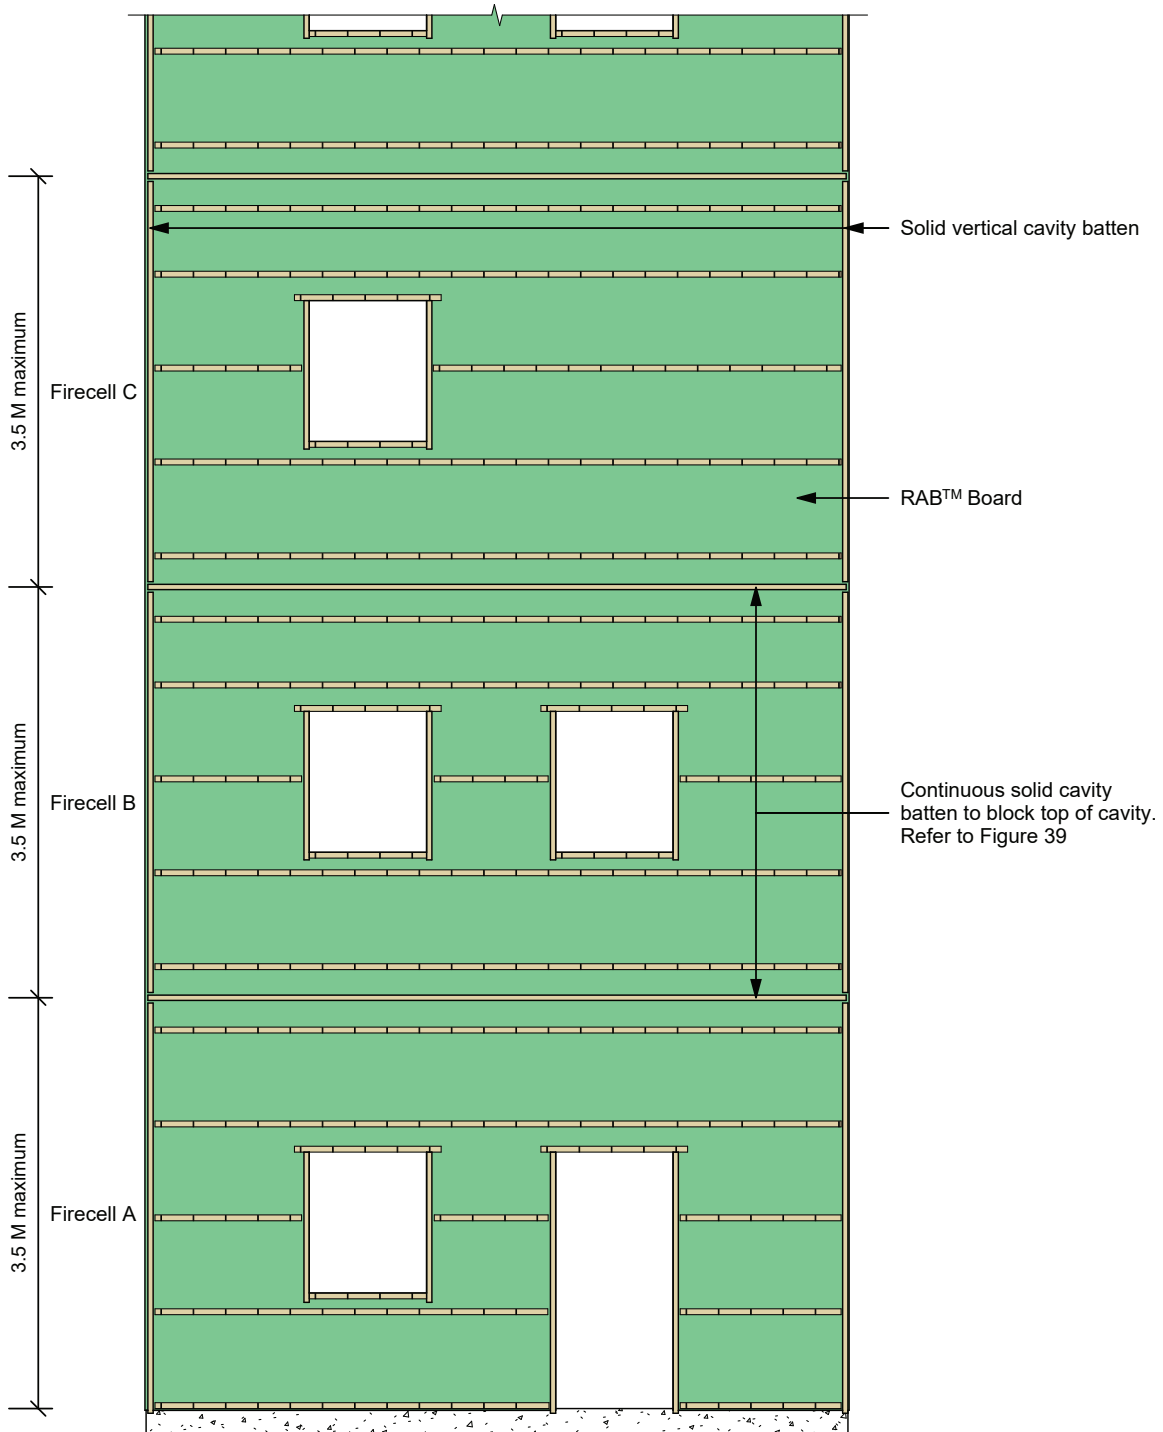 Solid vertical cavity batten
3.5 M maximum
Firecell C
RAB™ Board
3.5 M maximum
Firecell B
Continuous solid cavity
batten to block top of cavity.
Refer to Figure 39
3.5 M maximum
Firecell A